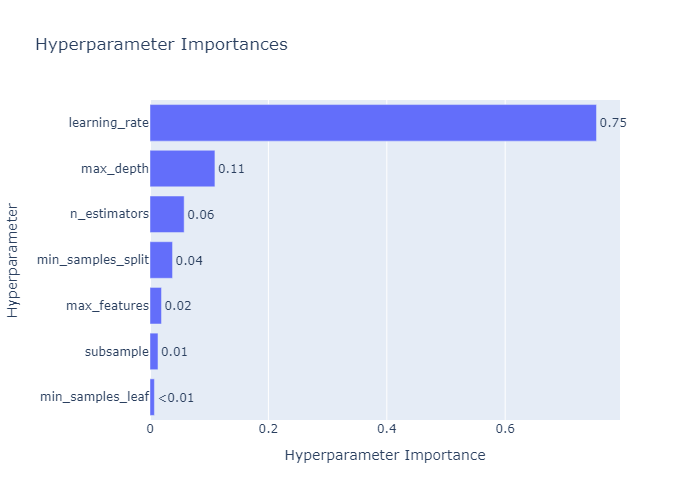 Hyperparameter Importances
Hyperparameter
learning_rate 0.75
max_depth 0.11
n_estimators 0.06
min_samples_split 0.04
max_features 0.02
subsample 0.01
min_samples_leaf <0.01
0 0.2 0.4 0.6
Hyperparameter Importance